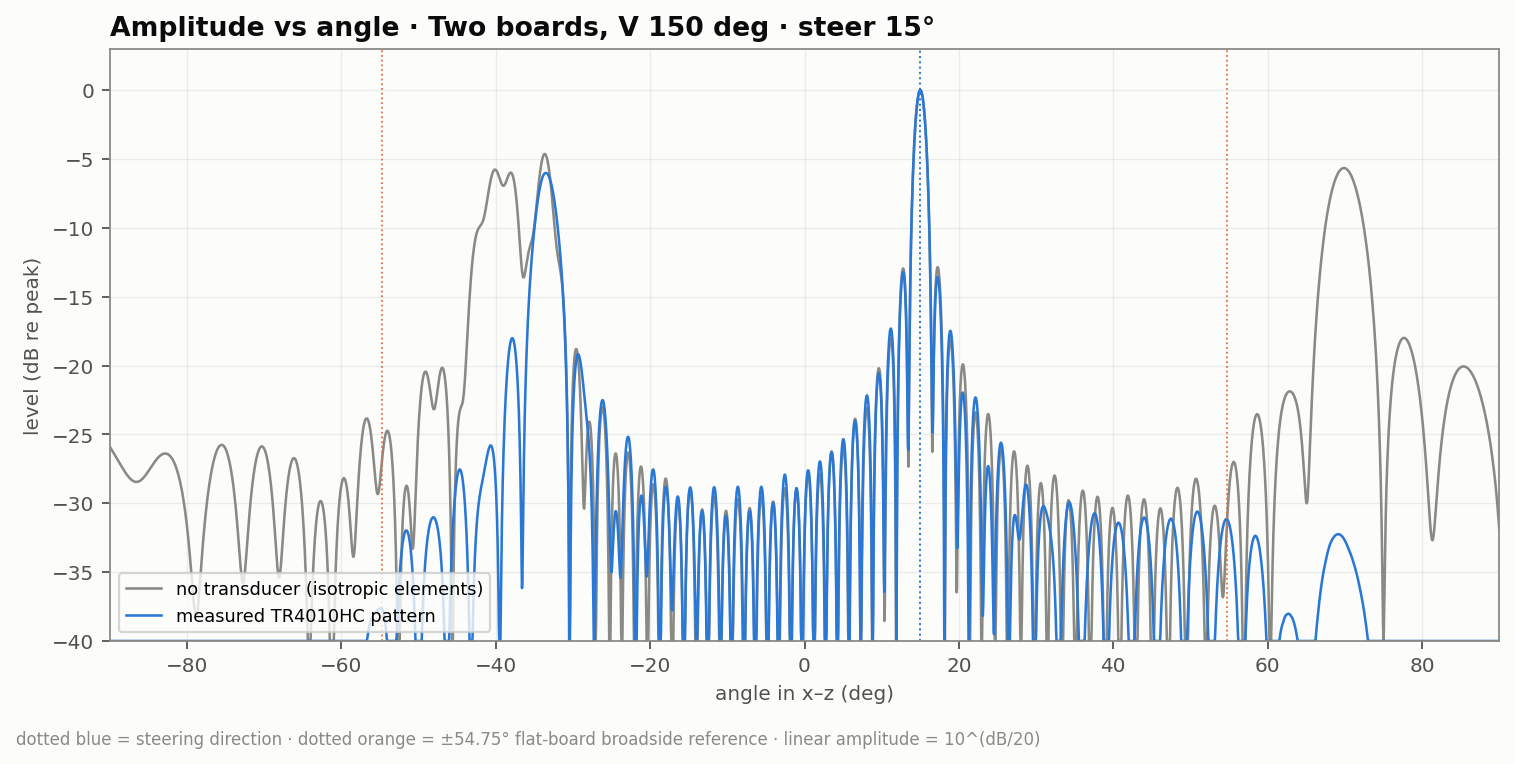 Amplitude vs angle · Two boards, V 150 deg · steer 15°
level (dB re peak)
0
−5
−10
−15
−20
−25
−30
−35
−40
no transducer (isotropic elements)
measured TR4010HC pattern
−80 −60 −40 −20 0 20 40 60 80
angle in x–z (deg)
dotted blue = steering direction · dotted orange = ±54.75° flat-board broadside reference · linear amplitude = 10^(dB/20)